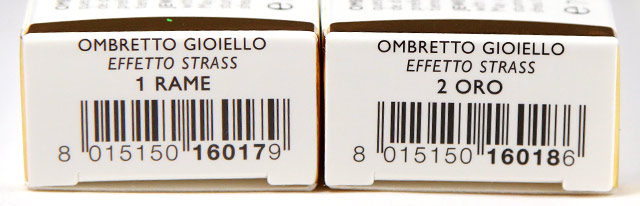 OMBRETTO GIOIELLO
EFFETTO STRASS
1 RAME
8 015150 160179
OMBRETTO GIOIELLO
EFFETTO STRASS
2 ORO
8 015150 160186